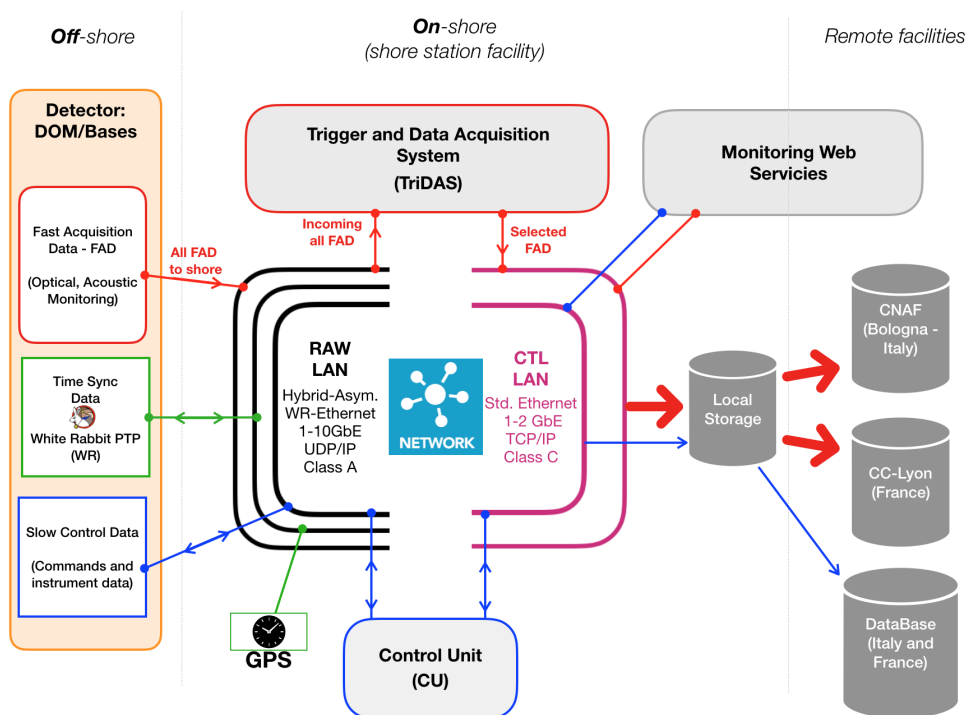 Off-shore
On-shore
(shore station facility)
Remote facilities
Detector:
DOM/Bases
Fast Acquisition
Data - FAD
(Optical, Acoustic
Monitoring)
Time Sync
Data
White Rabbit PTP
(WR)
Slow Control Data
(Commands and
instrument data)
All FAD
to shore
Trigger and Data Acquisition
System
(TriDAS)
Incoming
all FAD
Selected
FAD
Monitoring Web
Servicies
RAW
LAN
Hybrid-Asym.
WR-Ethernet
1-10GbE
UDP/IP
Class A
NETWORK
CTL
LAN
Std. Ethernet
1-2 GbE
TCP/IP
Class C
GPS
Control Unit
(CU)
Local
Storage
CNAF
(Bologna -
Italy)
CC-Lyon
(France)
DataBase
(Italy and
France)